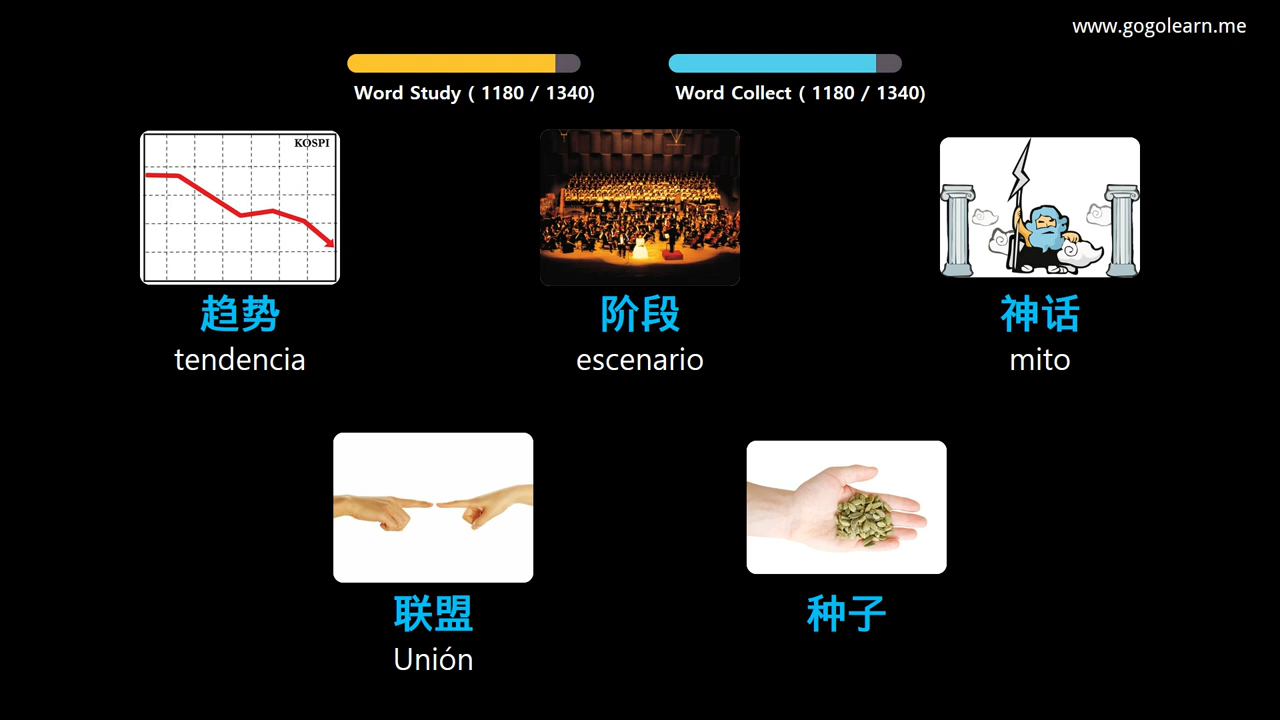 www.gogolearn.me
Word Study ( 1180 / 1340)
Word Collect ( 1180 / 1340)
KOSPI
趋势
tendencia
阶段
escenario
神话
mito
联盟
Unión
种子